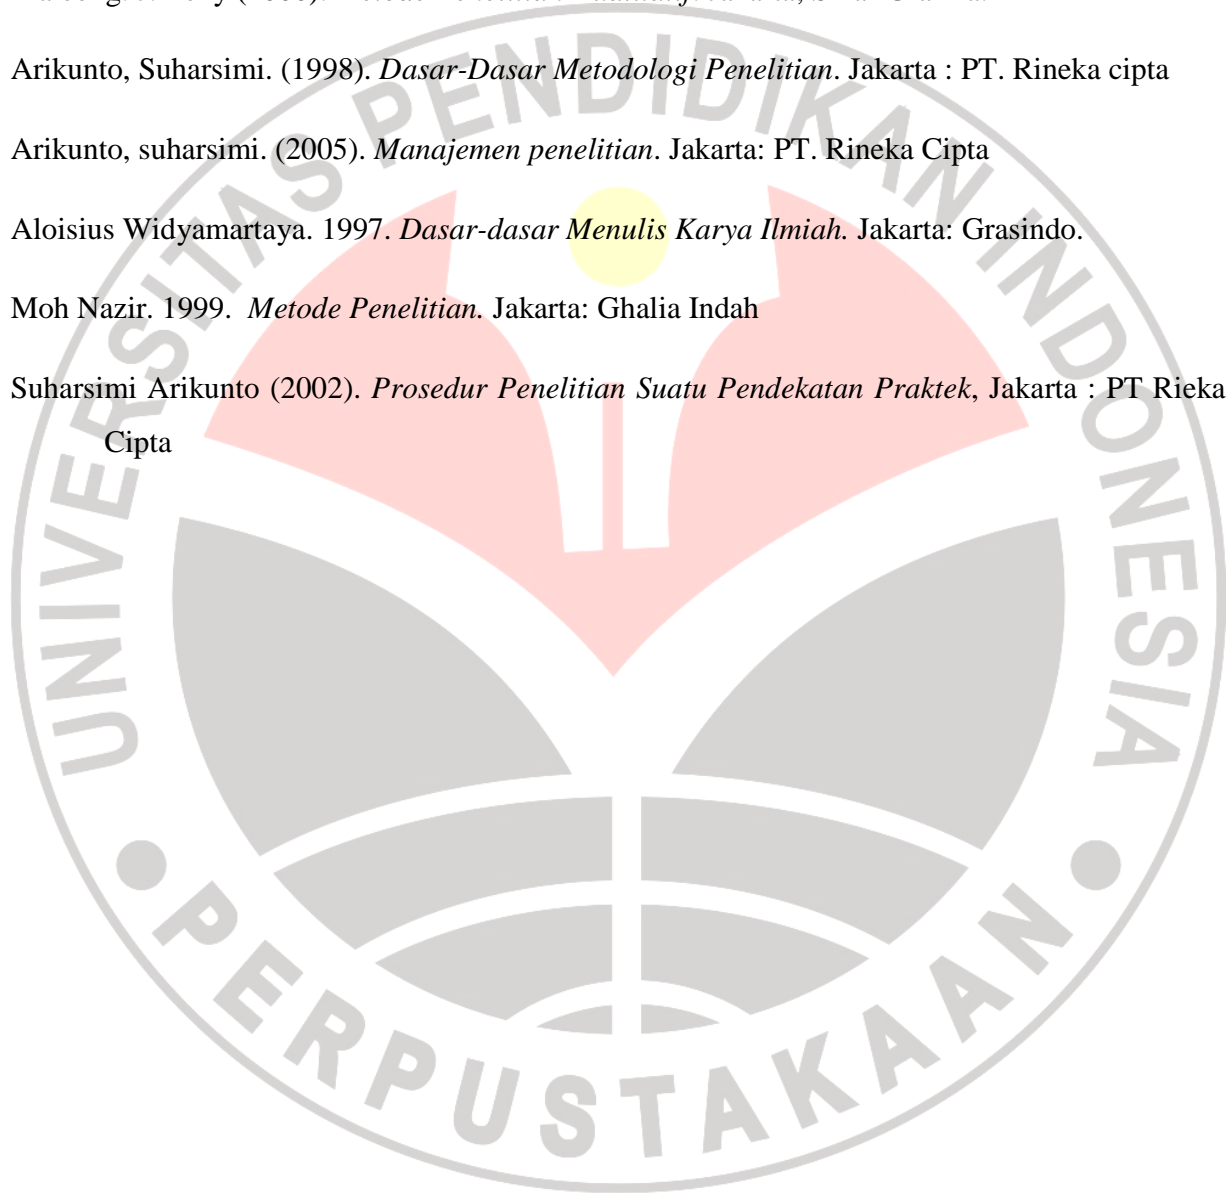 Arikunto, Suharsimi. (1998). Dasar-Dasar Metodologi Penelitian. Jakarta : PT. Rineka cipta
Arikunto, suharsimi. (2005). Manajemen penelitian. Jakarta: PT. Rineka Cipta
Aloisius Widyamartaya. 1997. Dasar-dasar Menulis Karya Ilmiah. Jakarta: Grasindo.
Moh Nazir. 1999. Metode Penelitian. Jakarta: Ghalia Indah
Suharsimi Arikunto (2002). Prosedur Penelitian Suatu Pendekatan Praktek, Jakarta : PT Rieka
Cipta
UNIVERSITAS PENDIDIKAN INDONESIA
PERPUSTAKAAN